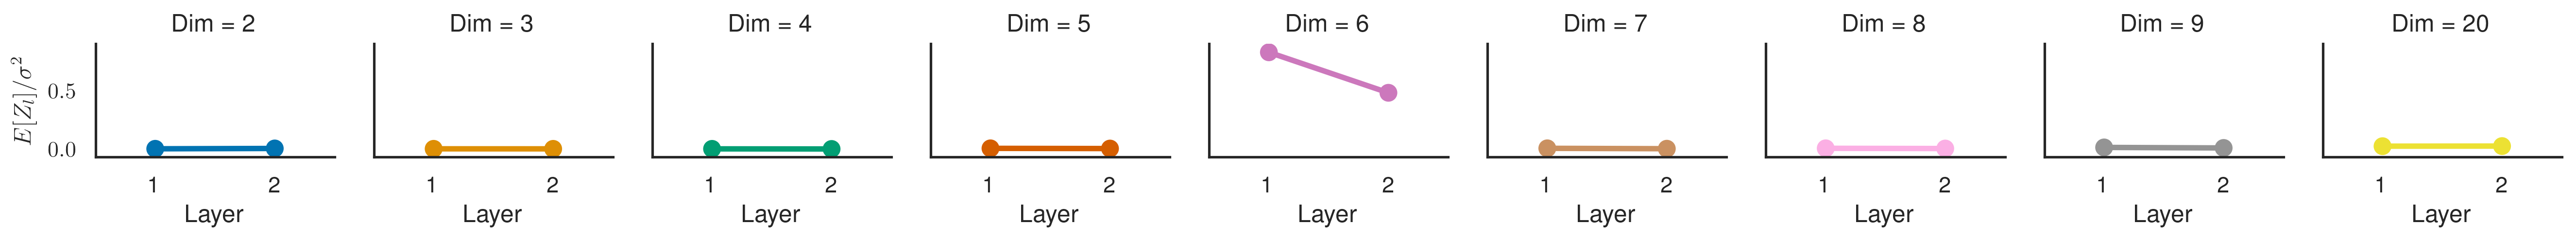 Dim = 2 Dim = 3 Dim = 4 Dim = 5 Dim = 6 Dim = 7 Dim = 8 Dim = 9 Dim = 20
E[Z_l]/σ²
0.5
0.0
1 2 1 2 1 2 1 2 1 2 1 2 1 2 1 2 1 2
Layer Layer Layer Layer Layer Layer Layer Layer Layer